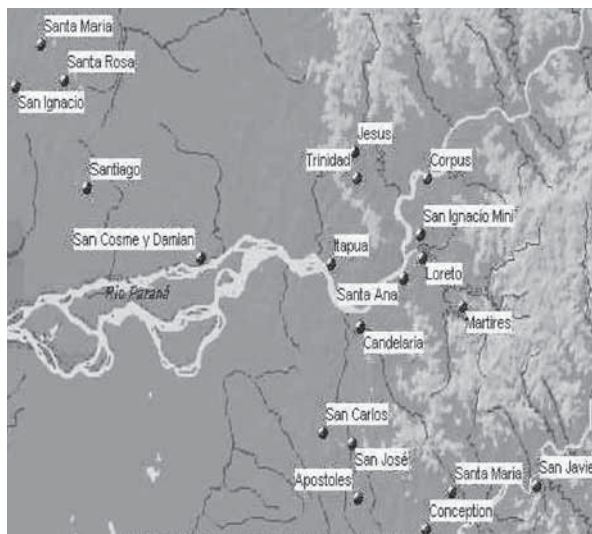 Santa Maria
Santa Rosa
San Ignacio
Jesus
Trinidad
Corpus
Santiago
San Ignacio Mini
San Cosme y Damian
Itapua
Loreto
Santa Ana
Rio Paraná
Martires
Candelaria
San Carlos
San José
Apostoles
Santa Maria
San Javie
Conception